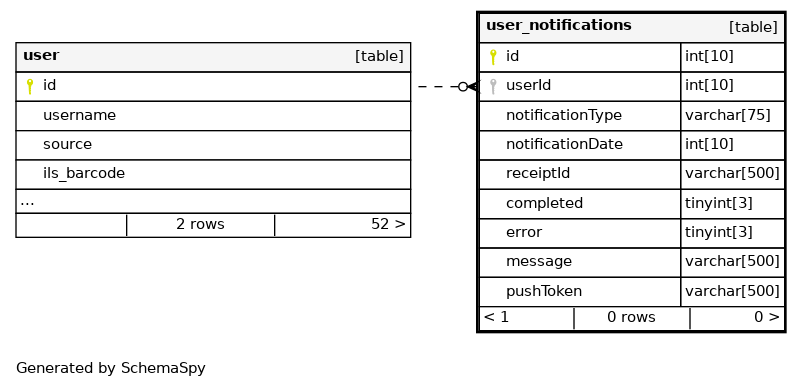 user [table]
id
username
source
ils_barcode
...
2 rows 52 >
user_notifications [table]
id int[10]
userId int[10]
notificationType varchar[75]
notificationDate int[10]
receiptId varchar[500]
completed tinyint[3]
error tinyint[3]
message varchar[500]
pushToken varchar[500]
< 1 0 rows 0 >
Generated by SchemaSpy